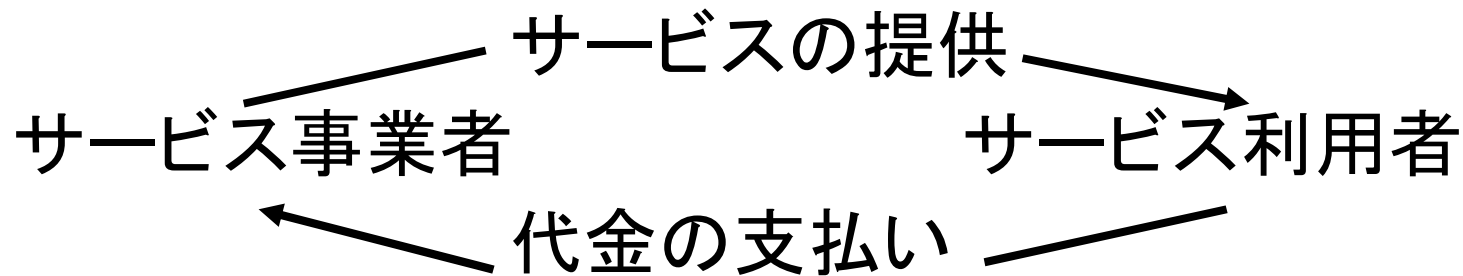 サービスの提供
サービス事業者
サービス利用者
代金の支払い